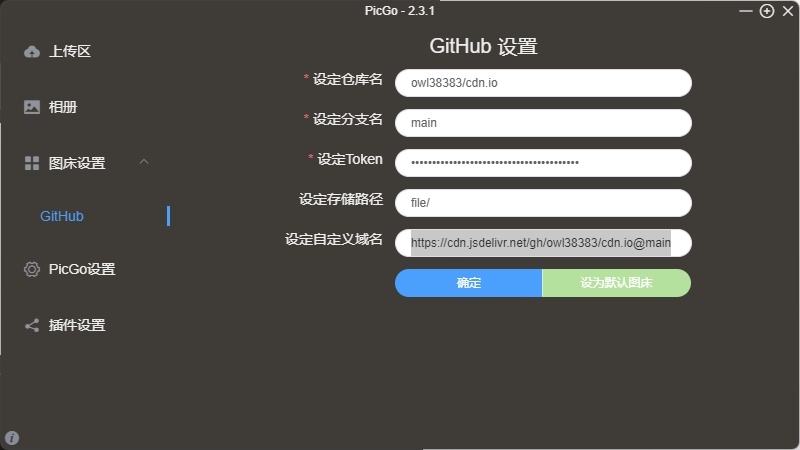 PicGo - 2.3.1
上传区
相册
图床设置
GitHub
PicGo设置
插件设置
GitHub 设置
* 设定仓库名
owl38383/cdn.io
* 设定分支名
main
* 设定Token
••••••••••••••••••••••••••••••••••••••••
设定存储路径
file/
设定自定义域名
https://cdn.jsdelivr.net/gh/owl38383/cdn.io@main
确定
设为默认图床